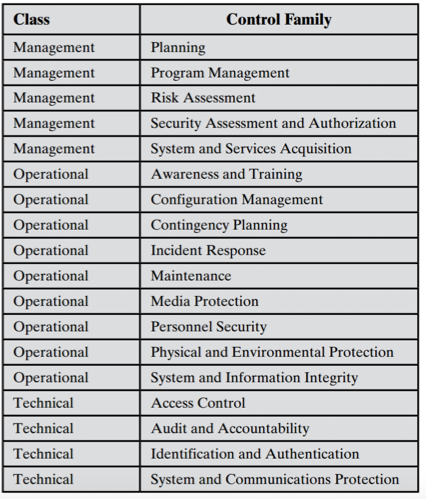 Class Control Family
Management Planning
Management Program Management
Management Risk Assessment
Management Security Assessment and Authorization
Management System and Services Acquisition
Operational Awareness and Training
Operational Configuration Management
Operational Contingency Planning
Operational Incident Response
Operational Maintenance
Operational Media Protection
Operational Personnel Security
Operational Physical and Environmental Protection
Operational System and Information Integrity
Technical Access Control
Technical Audit and Accountability
Technical Identification and Authentication
Technical System and Communications Protection